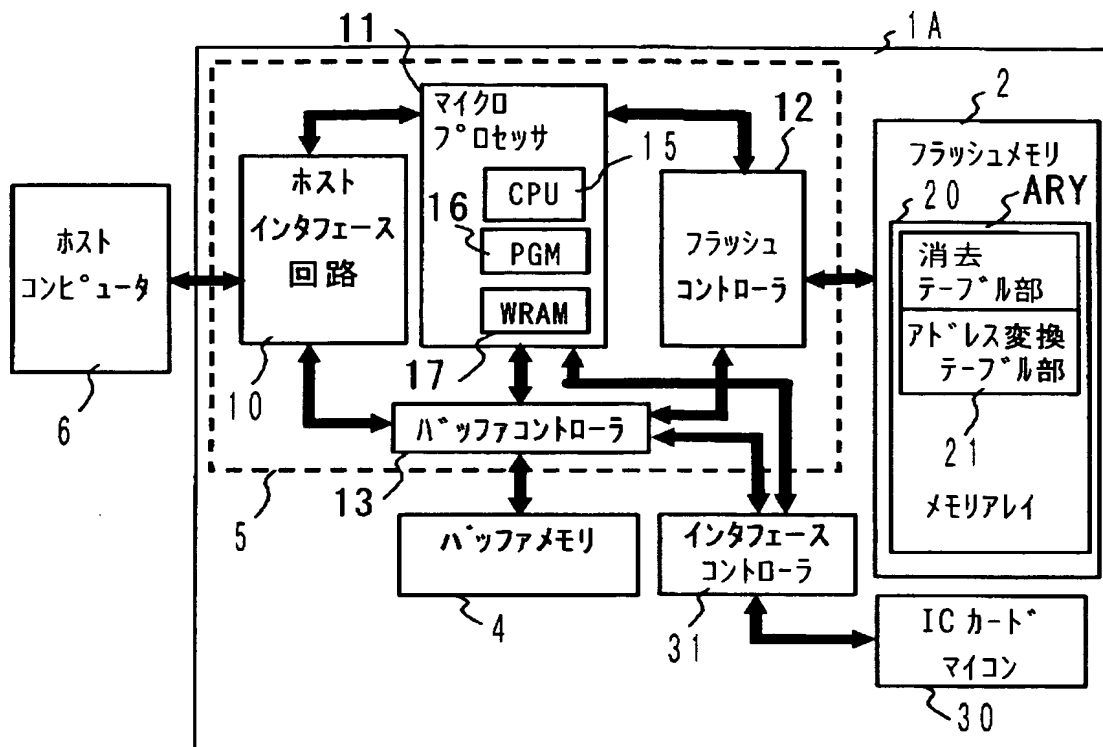 1A
11
マイクロ
プロセッサ
CPU
15
16
PGM
WRAM
17
ホスト
インタフェース
回路
10
12
フラッシュ
コントローラ
2
フラッシュメモリ
20
ARY
消去
テーブル部
アドレス変換
テーブル部
21
メモリアレイ
ホスト
コンピュータ
6
バッファコントローラ
13
5
バッファメモリ
4
インタフェース
コントローラ
31
ICカード
マイコン
30